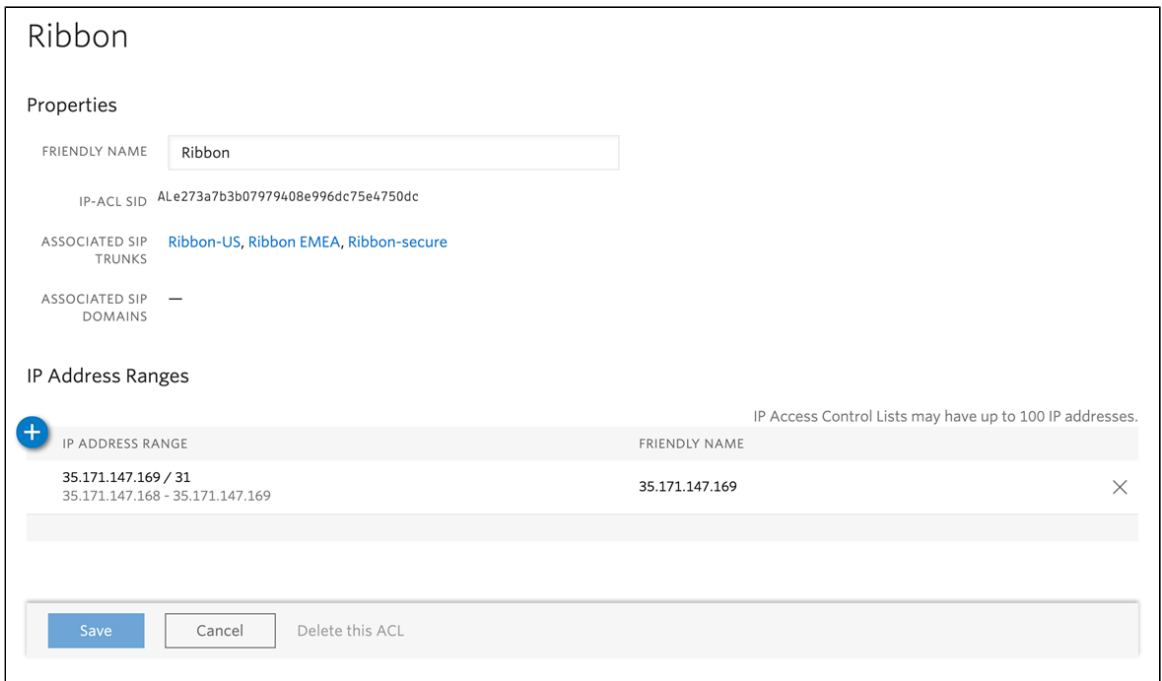 Ribbon
Properties
FRIENDLY NAME Ribbon
IP-ACL SID ALe273a7b3b07979408e996dc75e4750dc
ASSOCIATED SIP TRUNKS Ribbon-US, Ribbon EMEA, Ribbon-secure
ASSOCIATED SIP DOMAINS —
IP Address Ranges
IP Access Control Lists may have up to 100 IP addresses.
IP ADDRESS RANGE FRIENDLY NAME
35.171.147.169 / 31 35.171.147.169
35.171.147.168 - 35.171.147.169
Save Cancel Delete this ACL